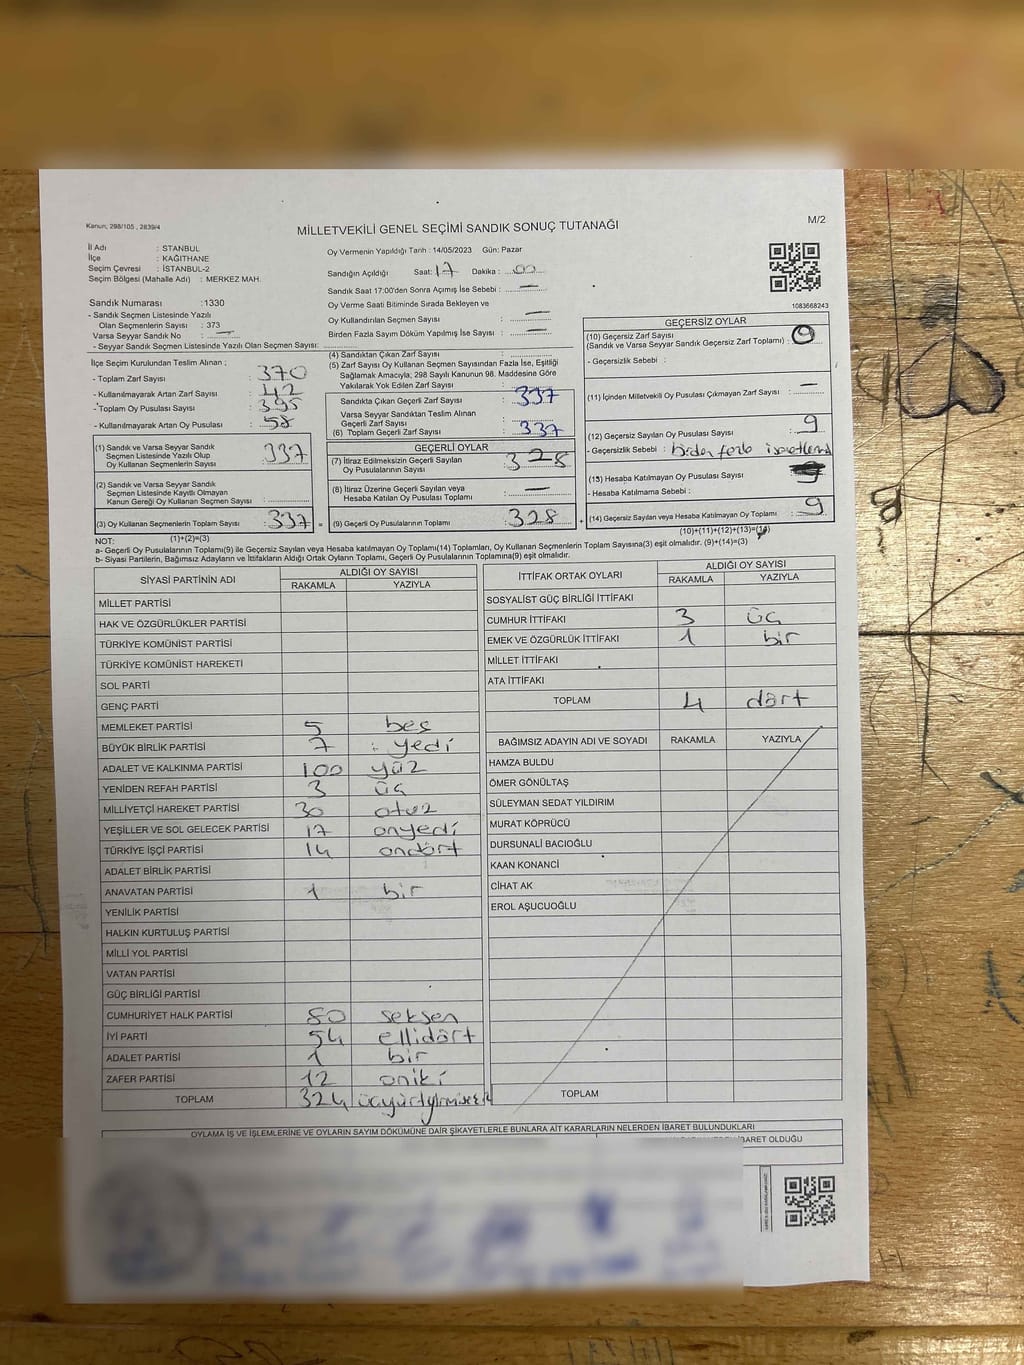 Kanun, 298/105 , 2839/4
MİLLETVEKİLİ GENEL SEÇİMİ SANDIK SONUÇ TUTANAĞI
M/2
İl Adı : STANBUL
İlçe : KAĞITHANE
Seçim Çevresi : İSTANBUL-2
Seçim Bölgesi (Mahalle Adı) : MERKEZ MAH.
Sandık Numarası :1330
- Sandık Seçmen Listesinde Yazılı
Olan Seçmenlerin Sayısı : 373
Varsa Seyyar Sandık No : —
- Seyyar Sandık Seçmen Listesinde Yazılı Olan Seçmen Sayısı:
Oy Vermenin Yapıldığı Tarih : 14/05/2023 Gün: Pazar
Sandığın Açıldığı Saat: 17 Dakika : 00
Sandık Saat 17:00'den Sonra Açımış İse Sebebi : —
Oy Verme Saati Bitiminde Sırada Bekleyen ve
Oy Kullandırılan Seçmen Sayısı : —
Birden Fazla Sayım Döküm Yapılmış İse Sayısı : —
1083668243
İlçe Seçim Kurulundan Teslim Alınan ;
- Toplam Zarf Sayısı : 370
- Kullanılmayarak Artan Zarf Sayısı : 42
- Toplam Oy Pusulası Sayısı : 395
- Kullanılmayarak Artan Oy Pusulası : 58
(1) Sandık ve Varsa Seyyar Sandık
Seçmen Listesinde Yazılı Olup
Oy Kullanan Seçmenlerin Sayısı : 337
(2) Sandık ve Varsa Seyyar Sandık
Seçmen Listesinde Kayıtlı Olmayan
Kanun Gereği Oy Kullanan Seçmen Sayısı :
(3) Oy Kullanan Seçmenlerin Toplam Sayısı : 337 =
(1)+(2)=(3)
(4) Sandıktan Çıkan Zarf Sayısı :
(5) Zarf Sayısı Oy Kullanan Seçmen Sayısından Fazla İse, Eşitliği
Sağlamak Amacıyla; 298 Sayılı Kanunun 98. Maddesine Göre
Yakılarak Yok Edilen Zarf Sayısı :
Sandıkta Çıkan Geçerli Zarf Sayısı : 337
Varsa Seyyar Sandıktan Teslim Alınan
Geçerli Zarf Sayısı :
(6) Toplam Geçerli Zarf Sayısı : 337
GEÇERLİ OYLAR
(7) İtiraz Edilmeksizin Geçerli Sayılan
Oy Pusulalarının Sayısı : 328
(8) İtiraz Üzerine Geçerli Sayılan veya
Hesaba Katılan Oy Pusulası Toplamı : —
(9) Geçerli Oy Pusulalarının Toplamı : 328 +
GEÇERSİZ OYLAR
(10) Geçersiz Zarf Sayısı
(Sandık ve Varsa Seyyar Sandık Geçersiz Zarf Toplamı) :
- Geçersizlik Sebebi :
(11) İçinden Milletvekili Oy Pusulası Çıkmayan Zarf Sayısı : —
(12) Geçersiz Sayılan Oy Pusulası Sayısı : 9
- Geçersizlik Sebebi : birden fazla
(13) Hesaba Katılmayan Oy Pusulası Sayısı :
- Hesaba Katılmama Sebebi :
(14) Geçersiz Sayılan veya Hesaba Katılmayan Oy Toplamı : 9
(10)+(11)+(12)+(13)=(14)
NOT:
a- Geçerli Oy Pusulalarının Toplamı(9) ile Geçersiz Sayılan veya Hesaba katılmayan Oy Toplamı(14) Toplamları, Oy Kullanan Seçmenlerin Toplam Sayısına(3) eşit olmalıdır. (9)+(14)=(3)
b- Siyasi Partilerin, Bağımsız Adayların ve İttifakların Aldığı Ortak Oyların Toplamı, Geçerli Oy Pusulalarının Toplamına(9) eşit olmalıdır.
SİYASİ PARTİNİN ADI ALDIĞI OY SAYISI
RAKAMLA YAZIYLA
MİLLET PARTİSİ
HAK VE ÖZGÜRLÜKLER PARTİSİ
TÜRKİYE KOMÜNİST PARTİSİ
TÜRKİYE KOMÜNİST HAREKETİ
SOL PARTİ
GENÇ PARTİ
MEMLEKET PARTİSİ 5 beş
BÜYÜK BİRLİK PARTİSİ 7 yedi
ADALET VE KALKINMA PARTİSİ 100 yüz
YENİDEN REFAH PARTİSİ 3 üç
MİLLİYETÇİ HAREKET PARTİSİ 30 otuz
YEŞİLLER VE SOL GELECEK PARTİSİ 17 onyedi
TÜRKİYE İŞÇİ PARTİSİ 14 ondört
ADALET BİRLİK PARTİSİ
ANAVATAN PARTİSİ 1 bir
YENİLİK PARTİSİ
HALKIN KURTULUŞ PARTİSİ
MİLLİ YOL PARTİSİ
VATAN PARTİSİ
GÜÇ BİRLİĞİ PARTİSİ
CUMHURİYET HALK PARTİSİ 80 seksen
İYİ PARTİ 54 ellidört
ADALET PARTİSİ 1 bir
ZAFER PARTİSİ 12 oniki
TOPLAM 324
İTTİFAK ORTAK OYLARI ALDIĞI OY SAYISI
RAKAMLA YAZIYLA
SOSYALİST GÜÇ BİRLİĞİ İTTİFAKI
CUMHUR İTTİFAKI 3 üç
EMEK VE ÖZGÜRLÜK İTTİFAKI 1 bir
MİLLET İTTİFAKI
ATA İTTİFAKI
TOPLAM 4 dört
BAĞIMSIZ ADAYIN ADI VE SOYADI RAKAMLA YAZIYLA
HAMZA BULDU
ÖMER GÖNÜLTAŞ
SÜLEYMAN SEDAT YILDIRIM
MURAT KÖPRÜCÜ
DURSUNALİ BACIOĞLU
KAAN KONANCİ
CİHAT AK
EROL AŞUCUOĞLU
TOPLAM
OYLAMA İŞ VE İŞLEMLERİNE VE OYLARIN SAYIM DÖKÜMÜNE DAİR ŞİKAYETLERLE BUNLARA AİT KARARLARIN NELERDEN İBARET BULUNDUKLARI
İBARET OLDUĞU